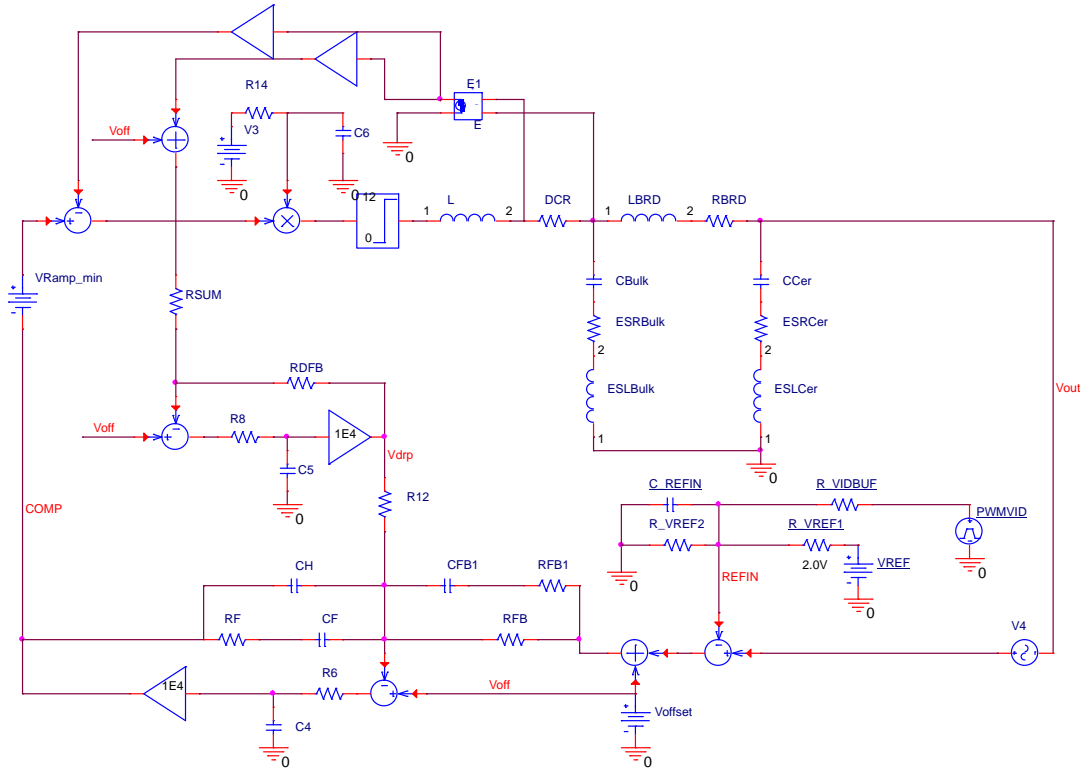 E1
R14
E
Voff
V3
C6
0
0
0
12
0
L
1
2
DCR
LBRD
1
2
RBRD
VRamp_min
RSUM
CBulk
CCer
ESRBulk
ESRCer
2
2
ESLBulk
ESLCer
1
1
0
Vout
RDFB
Voff
R8
1E4
Vdrp
C5
0
R12
COMP
C_REFIN
R_VIDBUF
PWMVID
R_VREF2
R_VREF1
2.0V
VREF
0
0
0
REFIN
CH
CFB1
RFB1
RF
CF
RFB
V4
1E4
R6
Voff
C4
0
Voffset
0